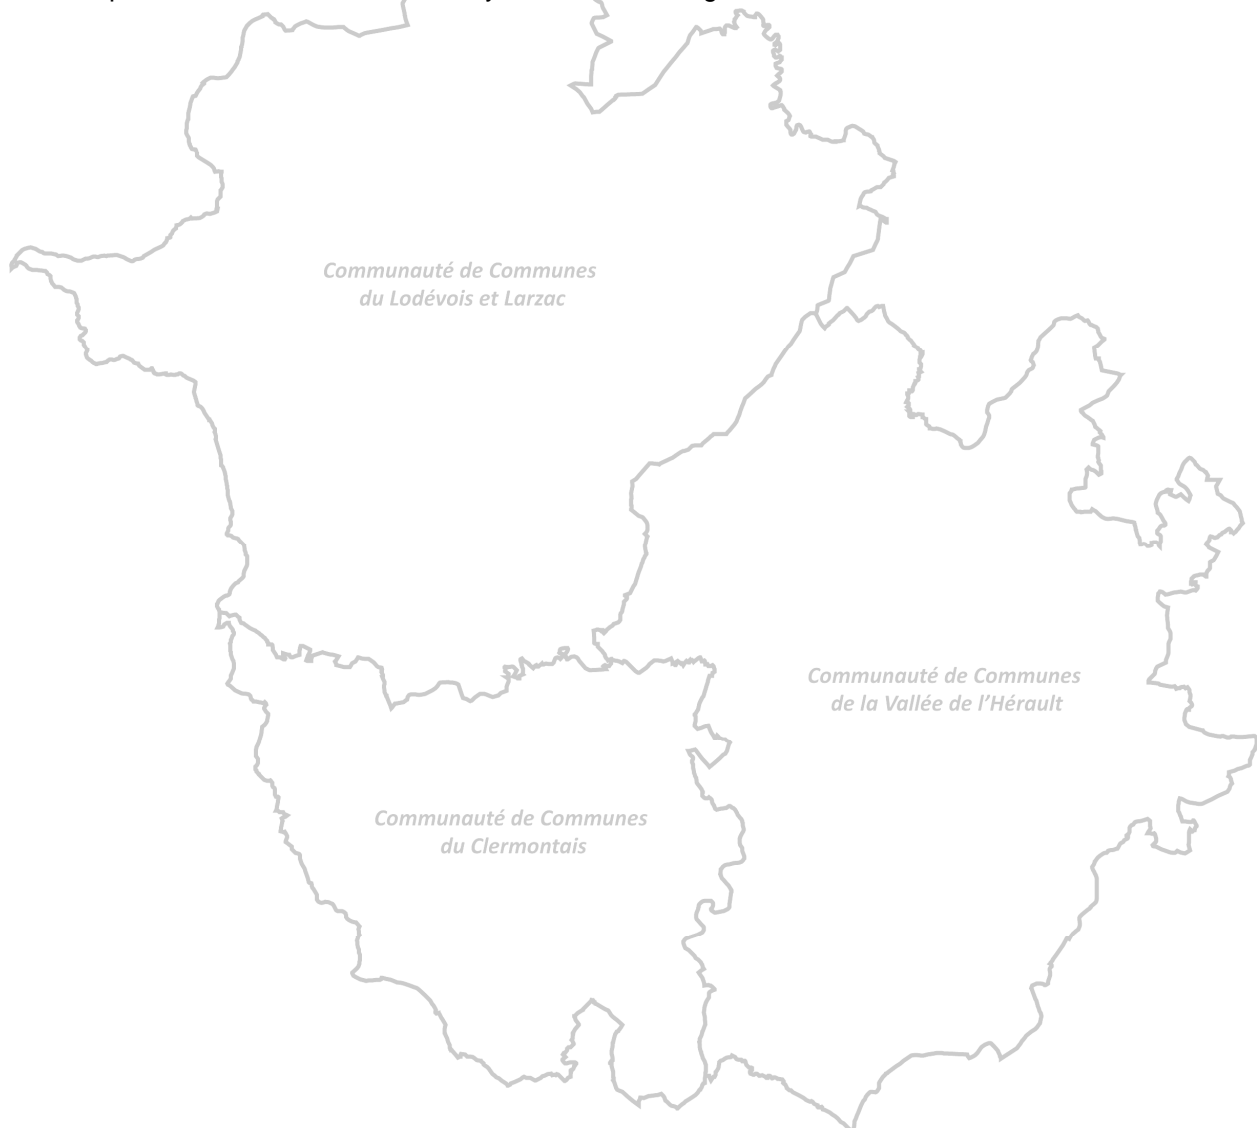 Communauté de Communes
du Lodévois et Larzac
Communauté de Communes
de la Vallée de l’Hérault
Communauté de Communes
du Clermontais